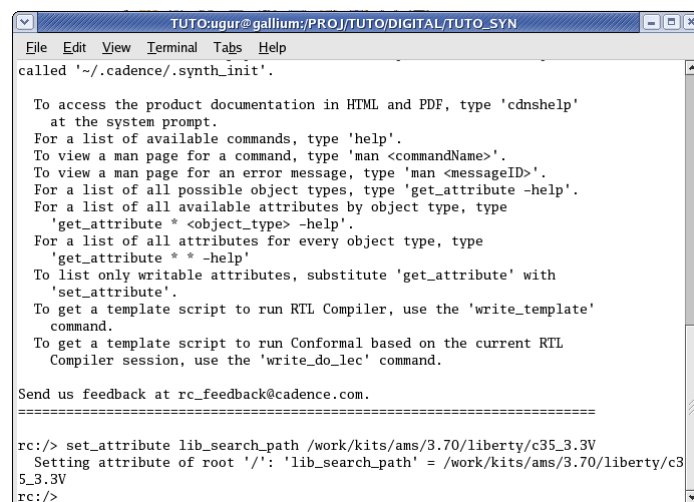 TUTO:ugur@gallium:/PROJ/TUTO/DIGITAL/TUTO_SYN
File Edit View Terminal Tabs Help
called '~/.cadence/.synth_init'.
To access the product documentation in HTML and PDF, type 'cdnshelp'
at the system prompt.
For a list of available commands, type 'help'.
To view a man page for a command, type 'man <commandName>'.
To view a man page for an error message, type 'man <messageID>'.
For a list of all possible object types, type 'get_attribute -help'.
For a list of all available attributes by object type, type
'get_attribute * <object_type> -help'.
For a list of all attributes for every object type, type
'get_attribute * * -help'
To list only writable attributes, substitute 'get_attribute' with
'set_attribute'.
To get a template script to run RTL Compiler, use the 'write_template'
command.
To get a template script to run Conformal based on the current RTL
Compiler session, use the 'write_do_lec' command.
Send us feedback at rc_feedback@cadence.com.
========================================================================
rc:/> set_attribute lib_search_path /work/kits/ams/3.70/liberty/c35_3.3V
Setting attribute of root '/': 'lib_search_path' = /work/kits/ams/3.70/liberty/c3
5_3.3V
rc:/>